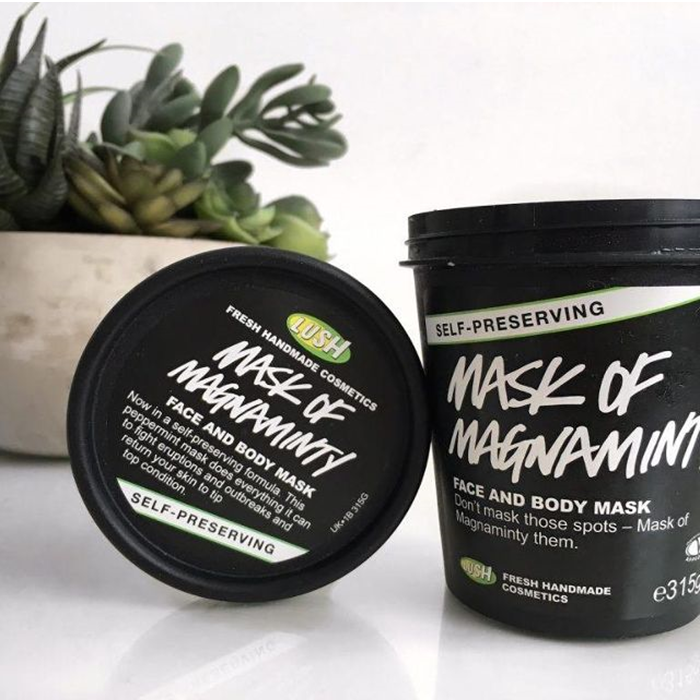 LUSH
FRESH HANDMADE COSMETICS
MASK OF
MAGNAMINTY
FACE AND BODY MASK
Now in a self-preserving formula. This
peppermint mask does everything it can
to fight eruptions and outbreaks and
return your skin to tip
top condition.
UK•1B 315G
SELF-PRESERVING
SELF-PRESERVING
MASK OF
MAGNAMINT
FACE AND BODY MASK
Don't mask those spots – Mask of
Magnaminty them.
LUSH
FRESH HANDMADE
COSMETICS
e315g